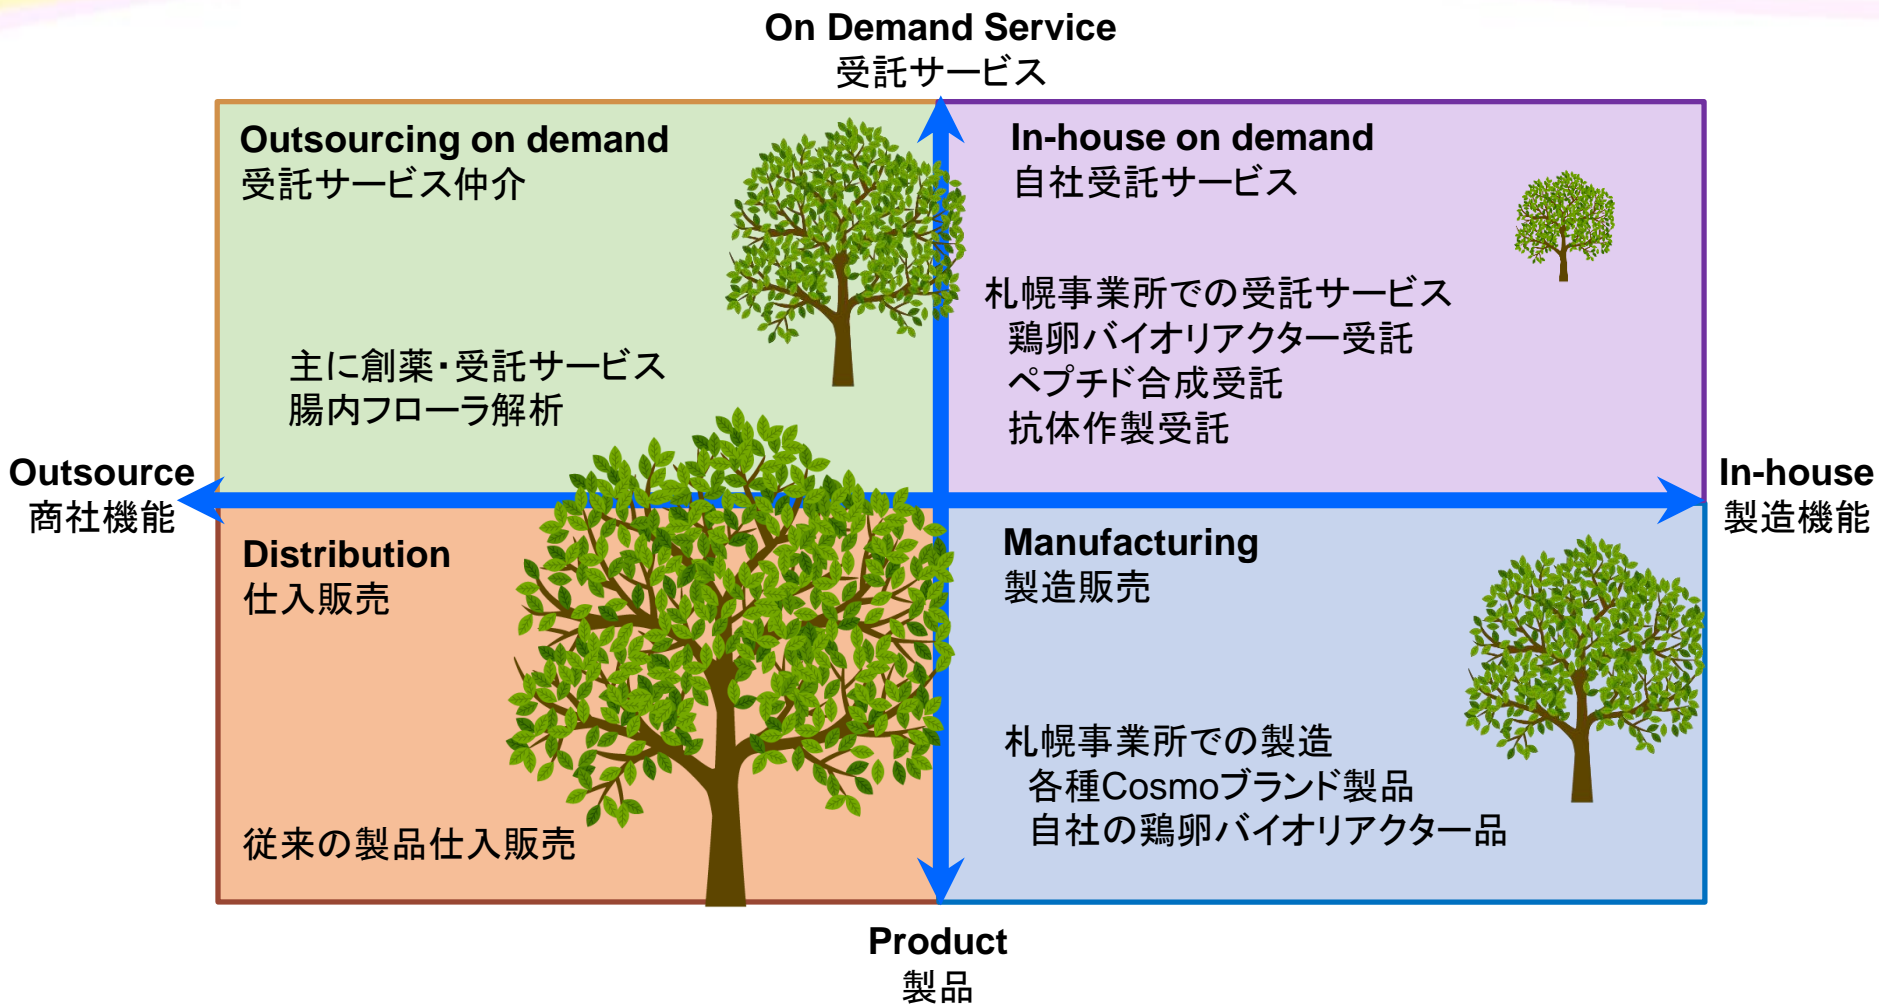 On Demand Service
受託サービス
Outsourcing on demand
受託サービス仲介
主に創薬・受託サービス
腸内フローラ解析
In-house on demand
自社受託サービス
札幌事業所での受託サービス
鶏卵バイオリアクター受託
ペプチド合成受託
抗体作製受託
Outsource
商社機能
In-house
製造機能
Distribution
仕入販売
従来の製品仕入販売
Manufacturing
製造販売
札幌事業所での製造
各種Cosmoブランド製品
自社の鶏卵バイオリアクター品
Product
製品